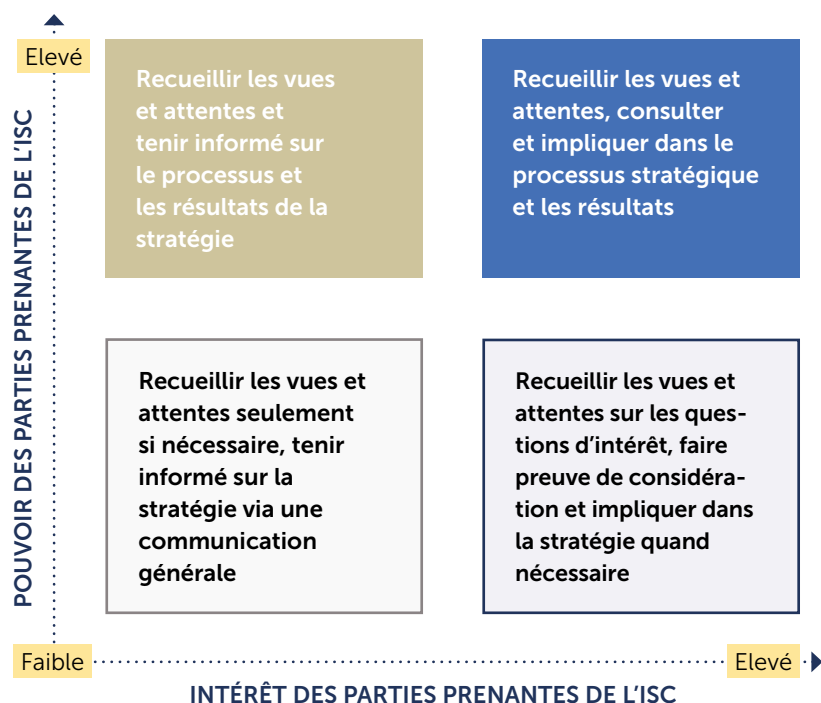 Elevé
POUVOIR DES PARTIES PRENANTES DE L'ISC
Recueillir les vues
et attentes et
tenir informé sur
le processus et
les résultats de la
stratégie
Recueillir les vues et
attentes, consulter
et impliquer dans le
processus stratégique
et les résultats
Recueillir les vues et
attentes seulement
si nécessaire, tenir
informé sur la
stratégie via une
communication
générale
Recueillir les vues et
attentes sur les ques-
tions d'intérêt, faire
preuve de considéra-
tion et impliquer dans
la stratégie quand
nécessaire
Faible
Elevé
INTÉRÊT DES PARTIES PRENANTES DE L'ISC